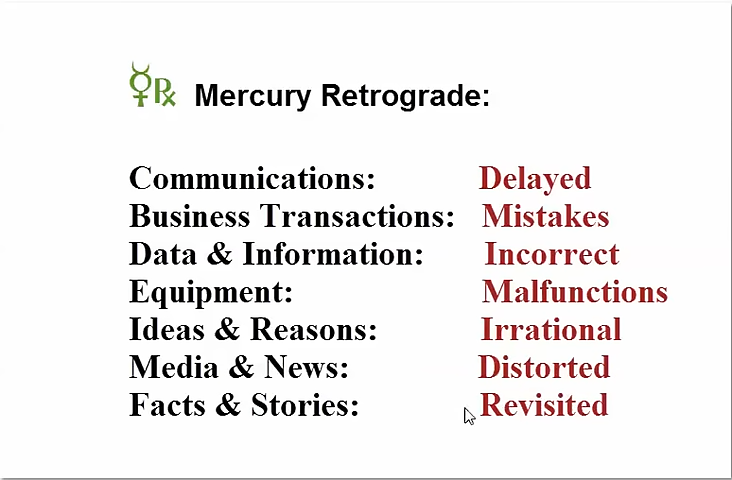 ☿℞ Mercury Retrograde:
Communications: Delayed
Business Transactions: Mistakes
Data & Information: Incorrect
Equipment: Malfunctions
Ideas & Reasons: Irrational
Media & News: Distorted
Facts & Stories: Revisited